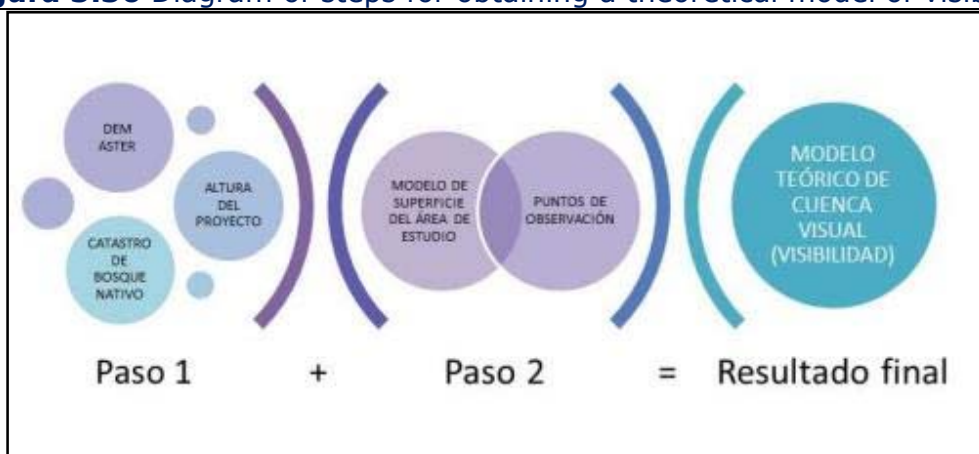 Diagram of steps for obtaining a theoretical model of
DEM
ASTER
ALTURA
DEL
PROYECTO
CATASTRO
DE
BOSQUE
NATIVO
MODELO DE
SUPERFICIE
DEL ÁREA DE
ESTUDIO
PUNTOS DE
OBSERVACIÓN
MODELO
TEÓRICO DE
CUENCA
VISUAL
(VISIBILIDAD)
Paso 1 + Paso 2 = Resultado final